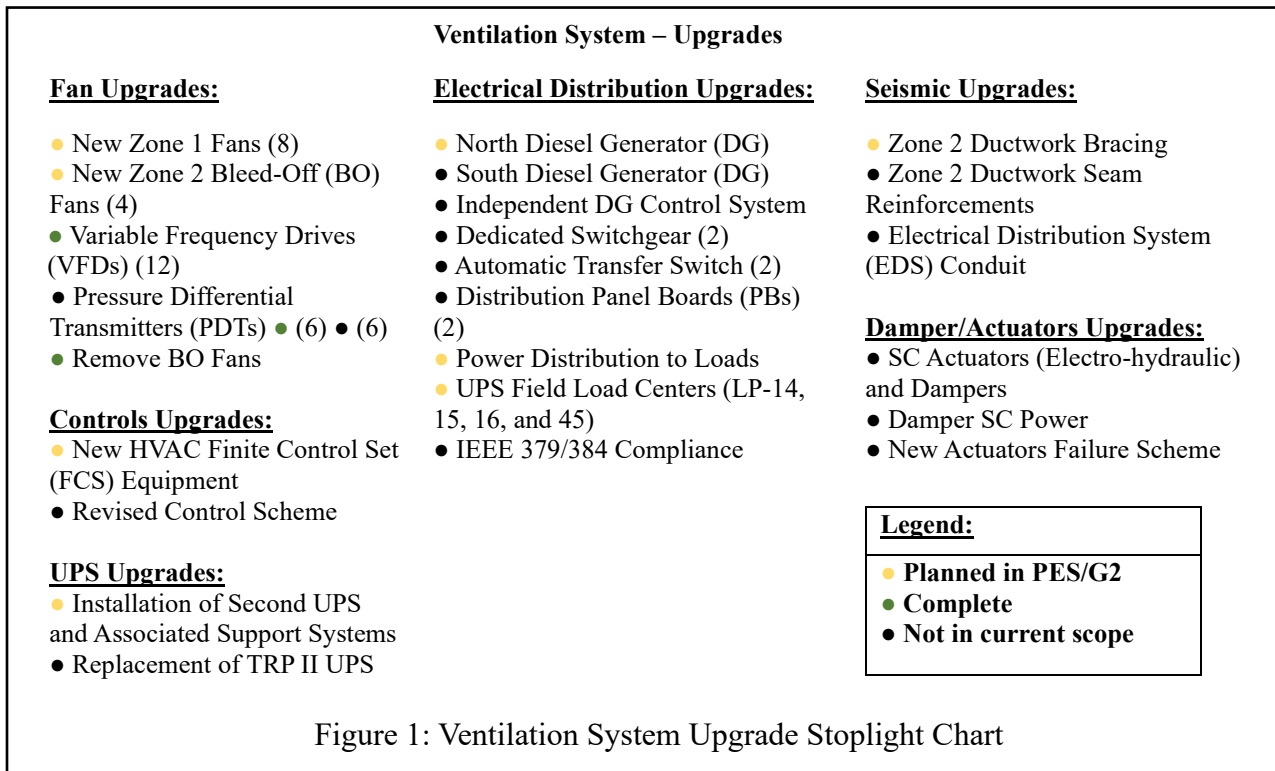 Ventilation System – Upgrades
Fan Upgrades:
● New Zone 1 Fans (8)
● New Zone 2 Bleed-Off (BO)
Fans (4)
● Variable Frequency Drives
(VFDs) (12)
● Pressure Differential
Transmitters (PDTs) ● (6) ● (6)
● Remove BO Fans
Controls Upgrades:
● New HVAC Finite Control Set
(FCS) Equipment
● Revised Control Scheme
UPS Upgrades:
● Installation of Second UPS
and Associated Support Systems
● Replacement of TRP II UPS
Electrical Distribution Upgrades:
● North Diesel Generator (DG)
● South Diesel Generator (DG)
● Independent DG Control System
● Dedicated Switchgear (2)
● Automatic Transfer Switch (2)
● Distribution Panel Boards (PBs)
(2)
● Power Distribution to Loads
● UPS Field Load Centers (LP-14,
15, 16, and 45)
● IEEE 379/384 Compliance
Seismic Upgrades:
● Zone 2 Ductwork Bracing
● Zone 2 Ductwork Seam
Reinforcements
● Electrical Distribution System
(EDS) Conduit
Damper/Actuators Upgrades:
● SC Actuators (Electro-hydraulic)
and Dampers
● Damper SC Power
● New Actuators Failure Scheme
Legend:
● Planned in PES/G2
● Complete
● Not in current scope
Figure 1: Ventilation System Upgrade Stoplight Chart